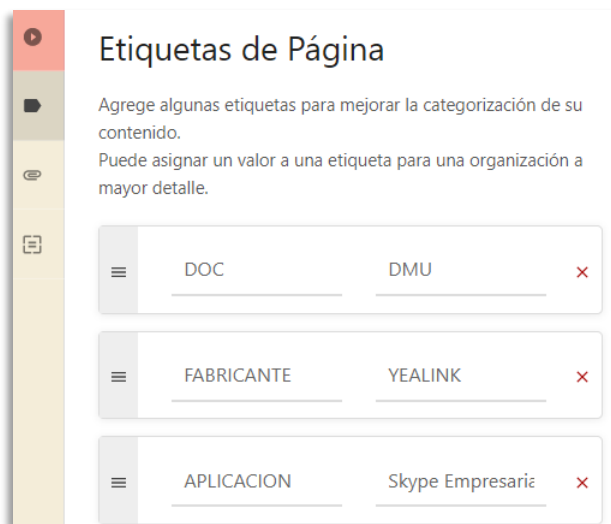 Etiquetas de Página
Agrege algunas etiquetas para mejorar la categorización de su
contenido.
Puede asignar un valor a una etiqueta para una organización a
mayor detalle.
DOC DMU
FABRICANTE YEALINK
APLICACION Skype Empresaria